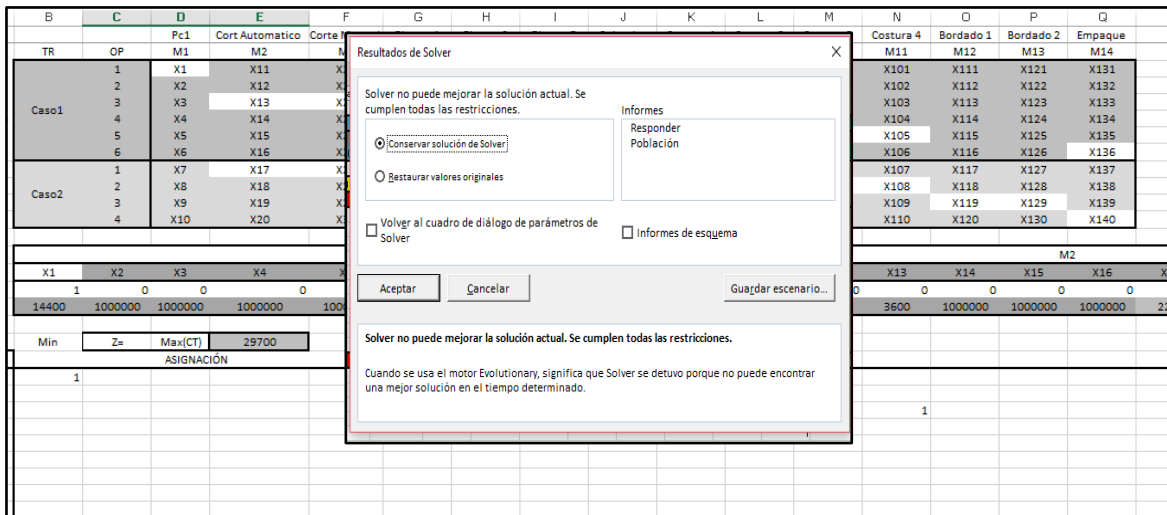 B C D E F G H I J K L M N O P Q
Pc1 Cort Automatico Costura 4 Bordado 1 Bordado 2 Empaque
TR OP M1 M2 M11 M12 M13 M14
Caso1
1 X1 X11 X101 X111 X121 X131
2 X2 X12 X102 X112 X122 X132
3 X3 X13 X103 X113 X123 X133
4 X4 X14 X104 X114 X124 X134
5 X5 X15 X105 X115 X125 X135
6 X6 X16 X106 X116 X126 X136
Caso2
1 X7 X17 X107 X117 X127 X137
2 X8 X18 X108 X118 X128 X138
3 X9 X19 X109 X119 X129 X139
4 X10 X20 X110 X120 X130 X140
Resultados de Solver
Solver no puede mejorar la solución actual. Se
cumplen todas las restricciones.
Conservar solución de Solver
Restaurar valores originales
Informes
Responder
Población
Volver al cuadro de diálogo de parámetros de
Solver
Informes de esquema
Aceptar Cancelar Guardar escenario...
Solver no puede mejorar la solución actual. Se cumplen todas las restricciones.
Cuando se usa el motor Evolutionary, significa que Solver se detuvo porque no puede encontrar
una mejor solución en el tiempo determinado.
M2
X1 X2 X3 X4 X13 X14 X15 X16
1 0 0 0 0 0 0 0 0
14400 1000000 1000000 1000000 3600 1000000 1000000 1000000
Min Z= Max(CT) 29700
ASIGNACIÓN
1
1